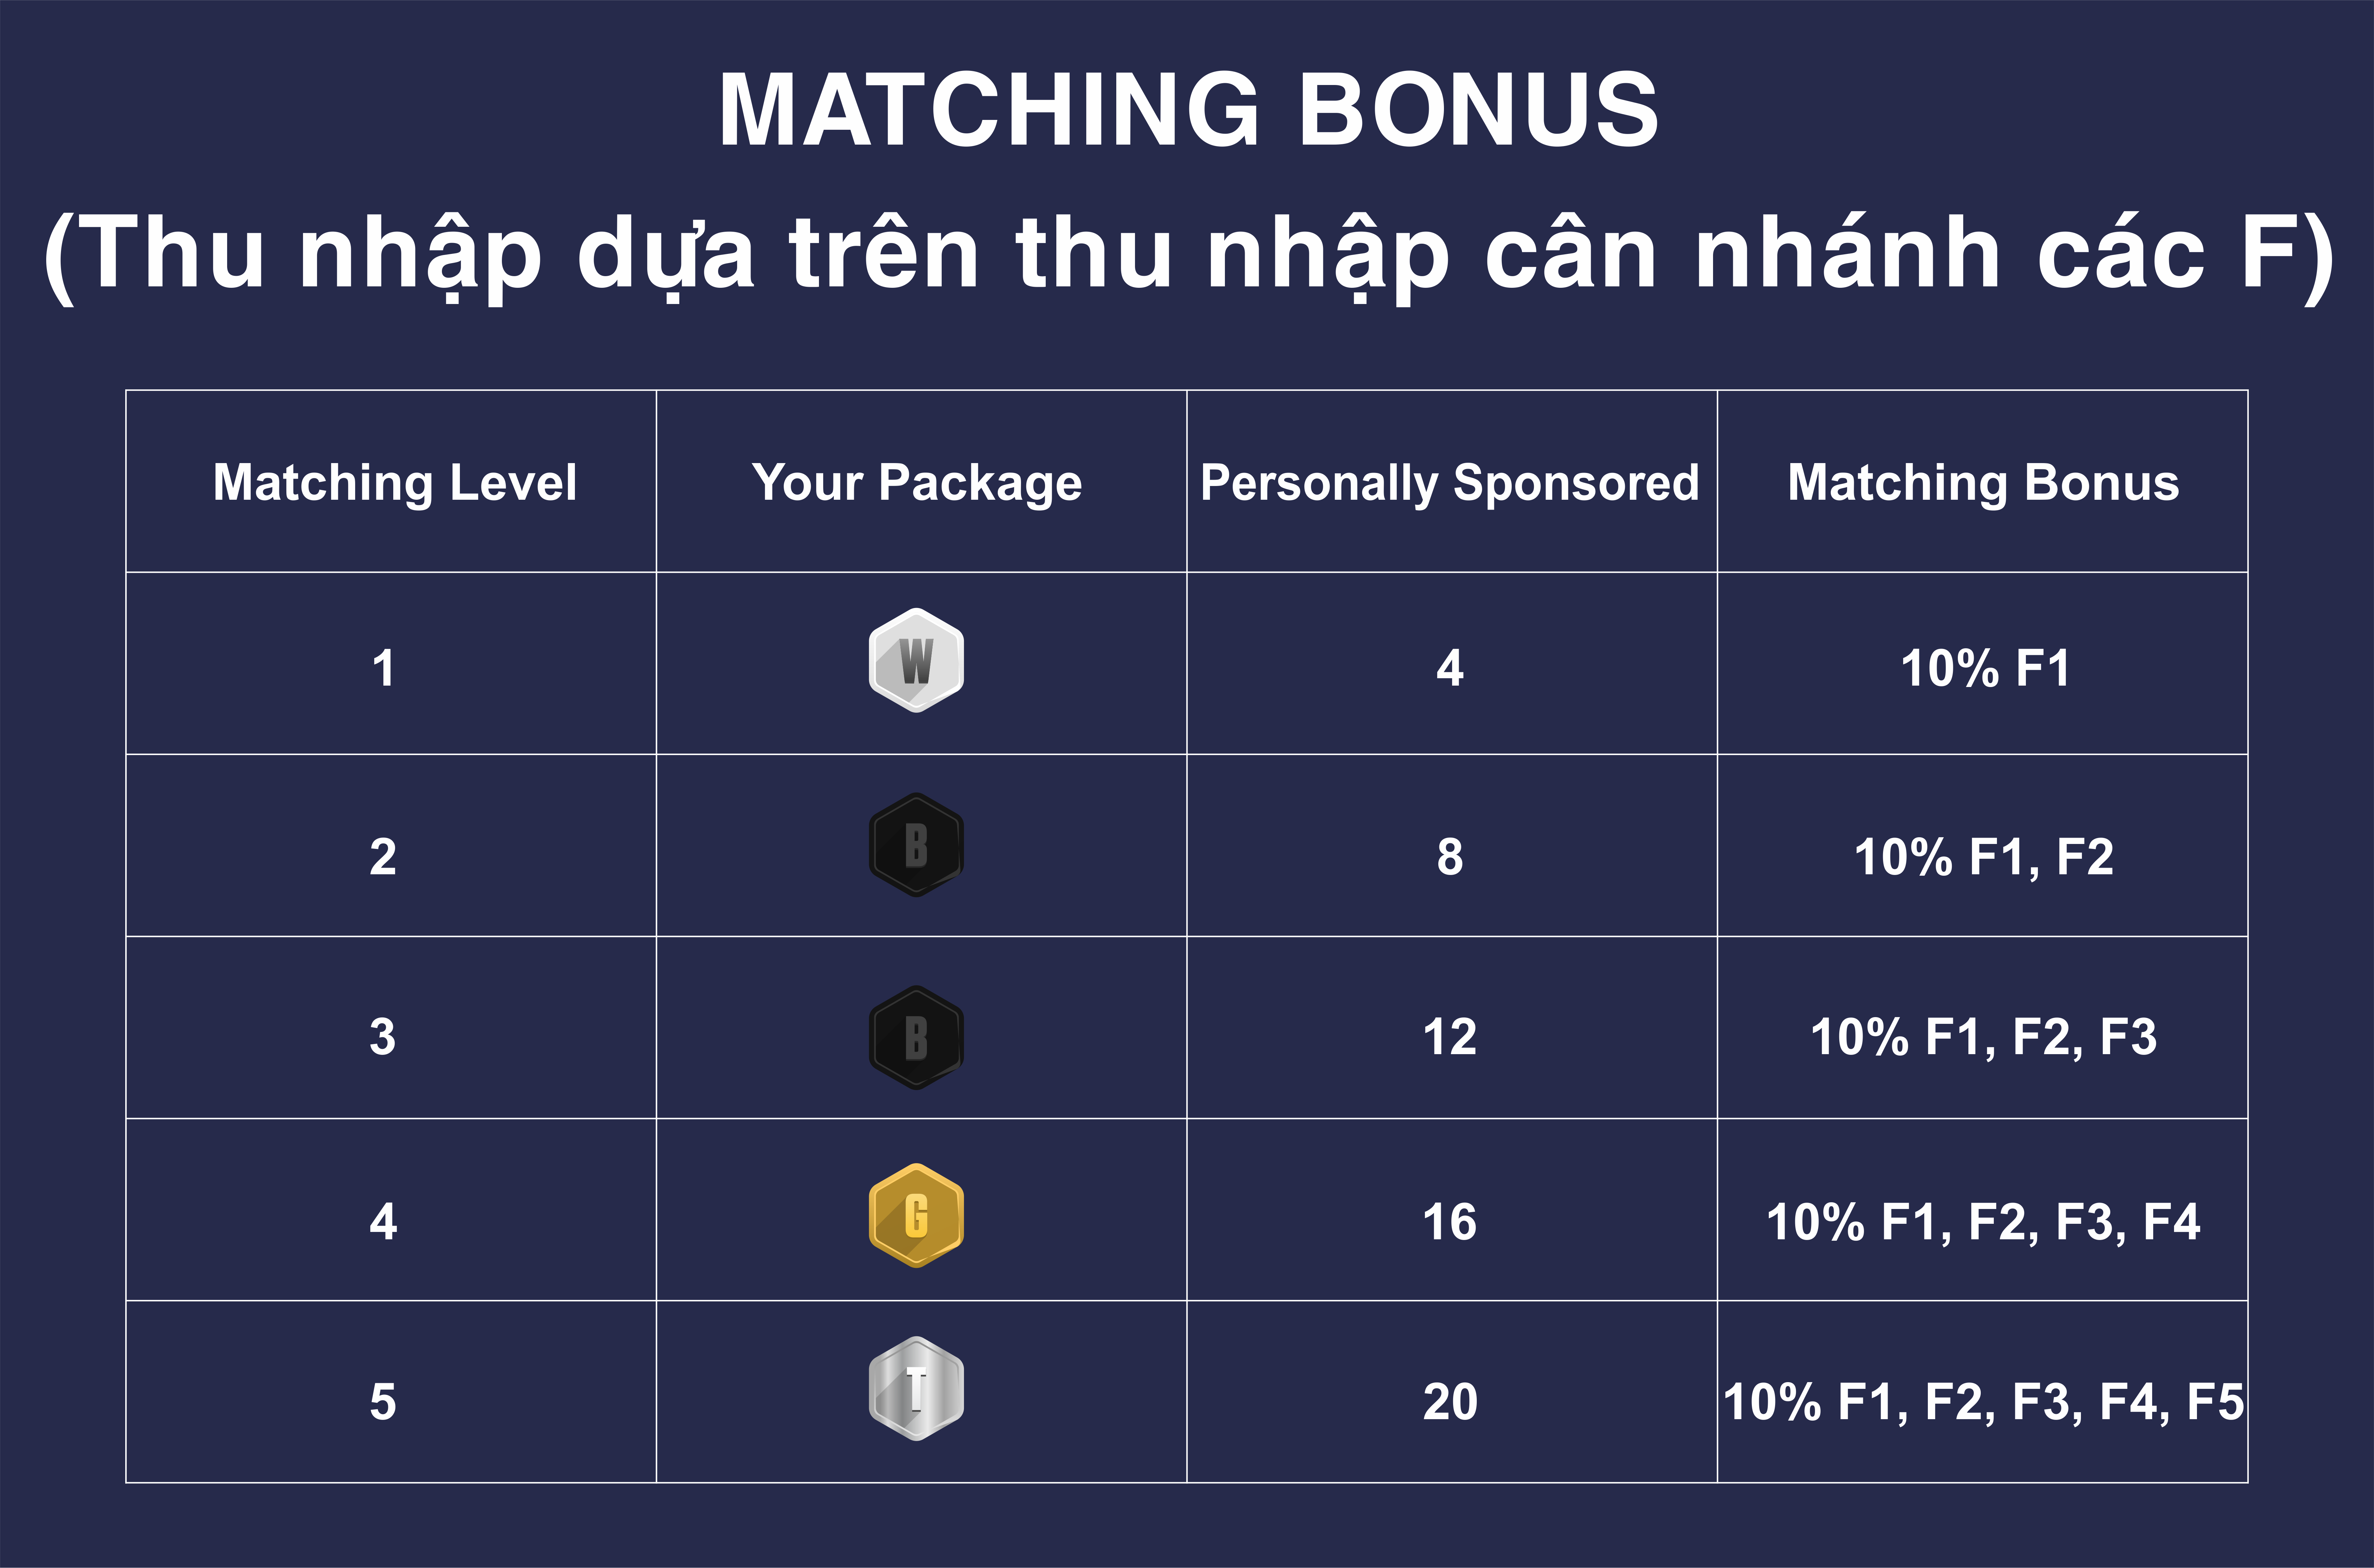 MATCHING BONUS
(Thu nhập dựa trên thu nhập cân nhánh các F)
Matching Level Your Package Personally Sponsored Matching Bonus
1 W 4 10% F1
2 B 8 10% F1, F2
3 B 12 10% F1, F2, F3
4 G 16 10% F1, F2, F3, F4
5 T 20 10% F1, F2, F3, F4, F5